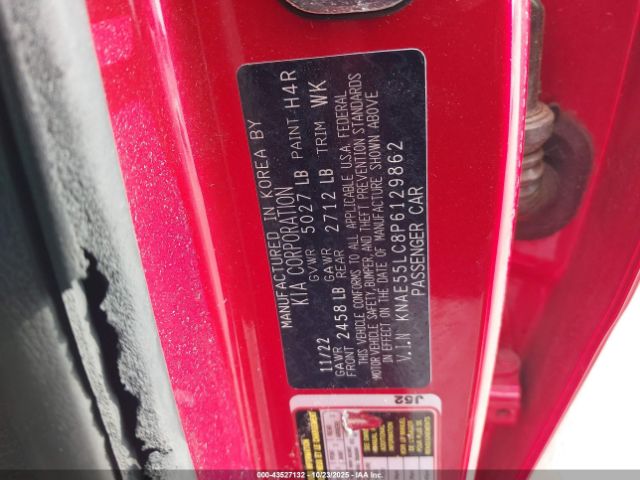 MANUFACTURED IN KOREA BY
KIA CORPORATION
11/22 GVWR 5027 LB PAINT H4R
GAWR FRONT 2458 LB GAWR REAR 2712 LB TRIM WK
THIS VEHICLE CONFORMS TO ALL APPLICABLE U.S.A. FEDERAL
MOTOR VEHICLE SAFETY, BUMPER, AND THEFT PREVENTION STANDARDS
IN EFFECT ON THE DATE OF MANUFACTURE SHOWN ABOVE
V.I.N KNAE55LC8P6129862
PASSENGER CAR
J52
000-43527132 - 10/23/2025 - IAA Inc.